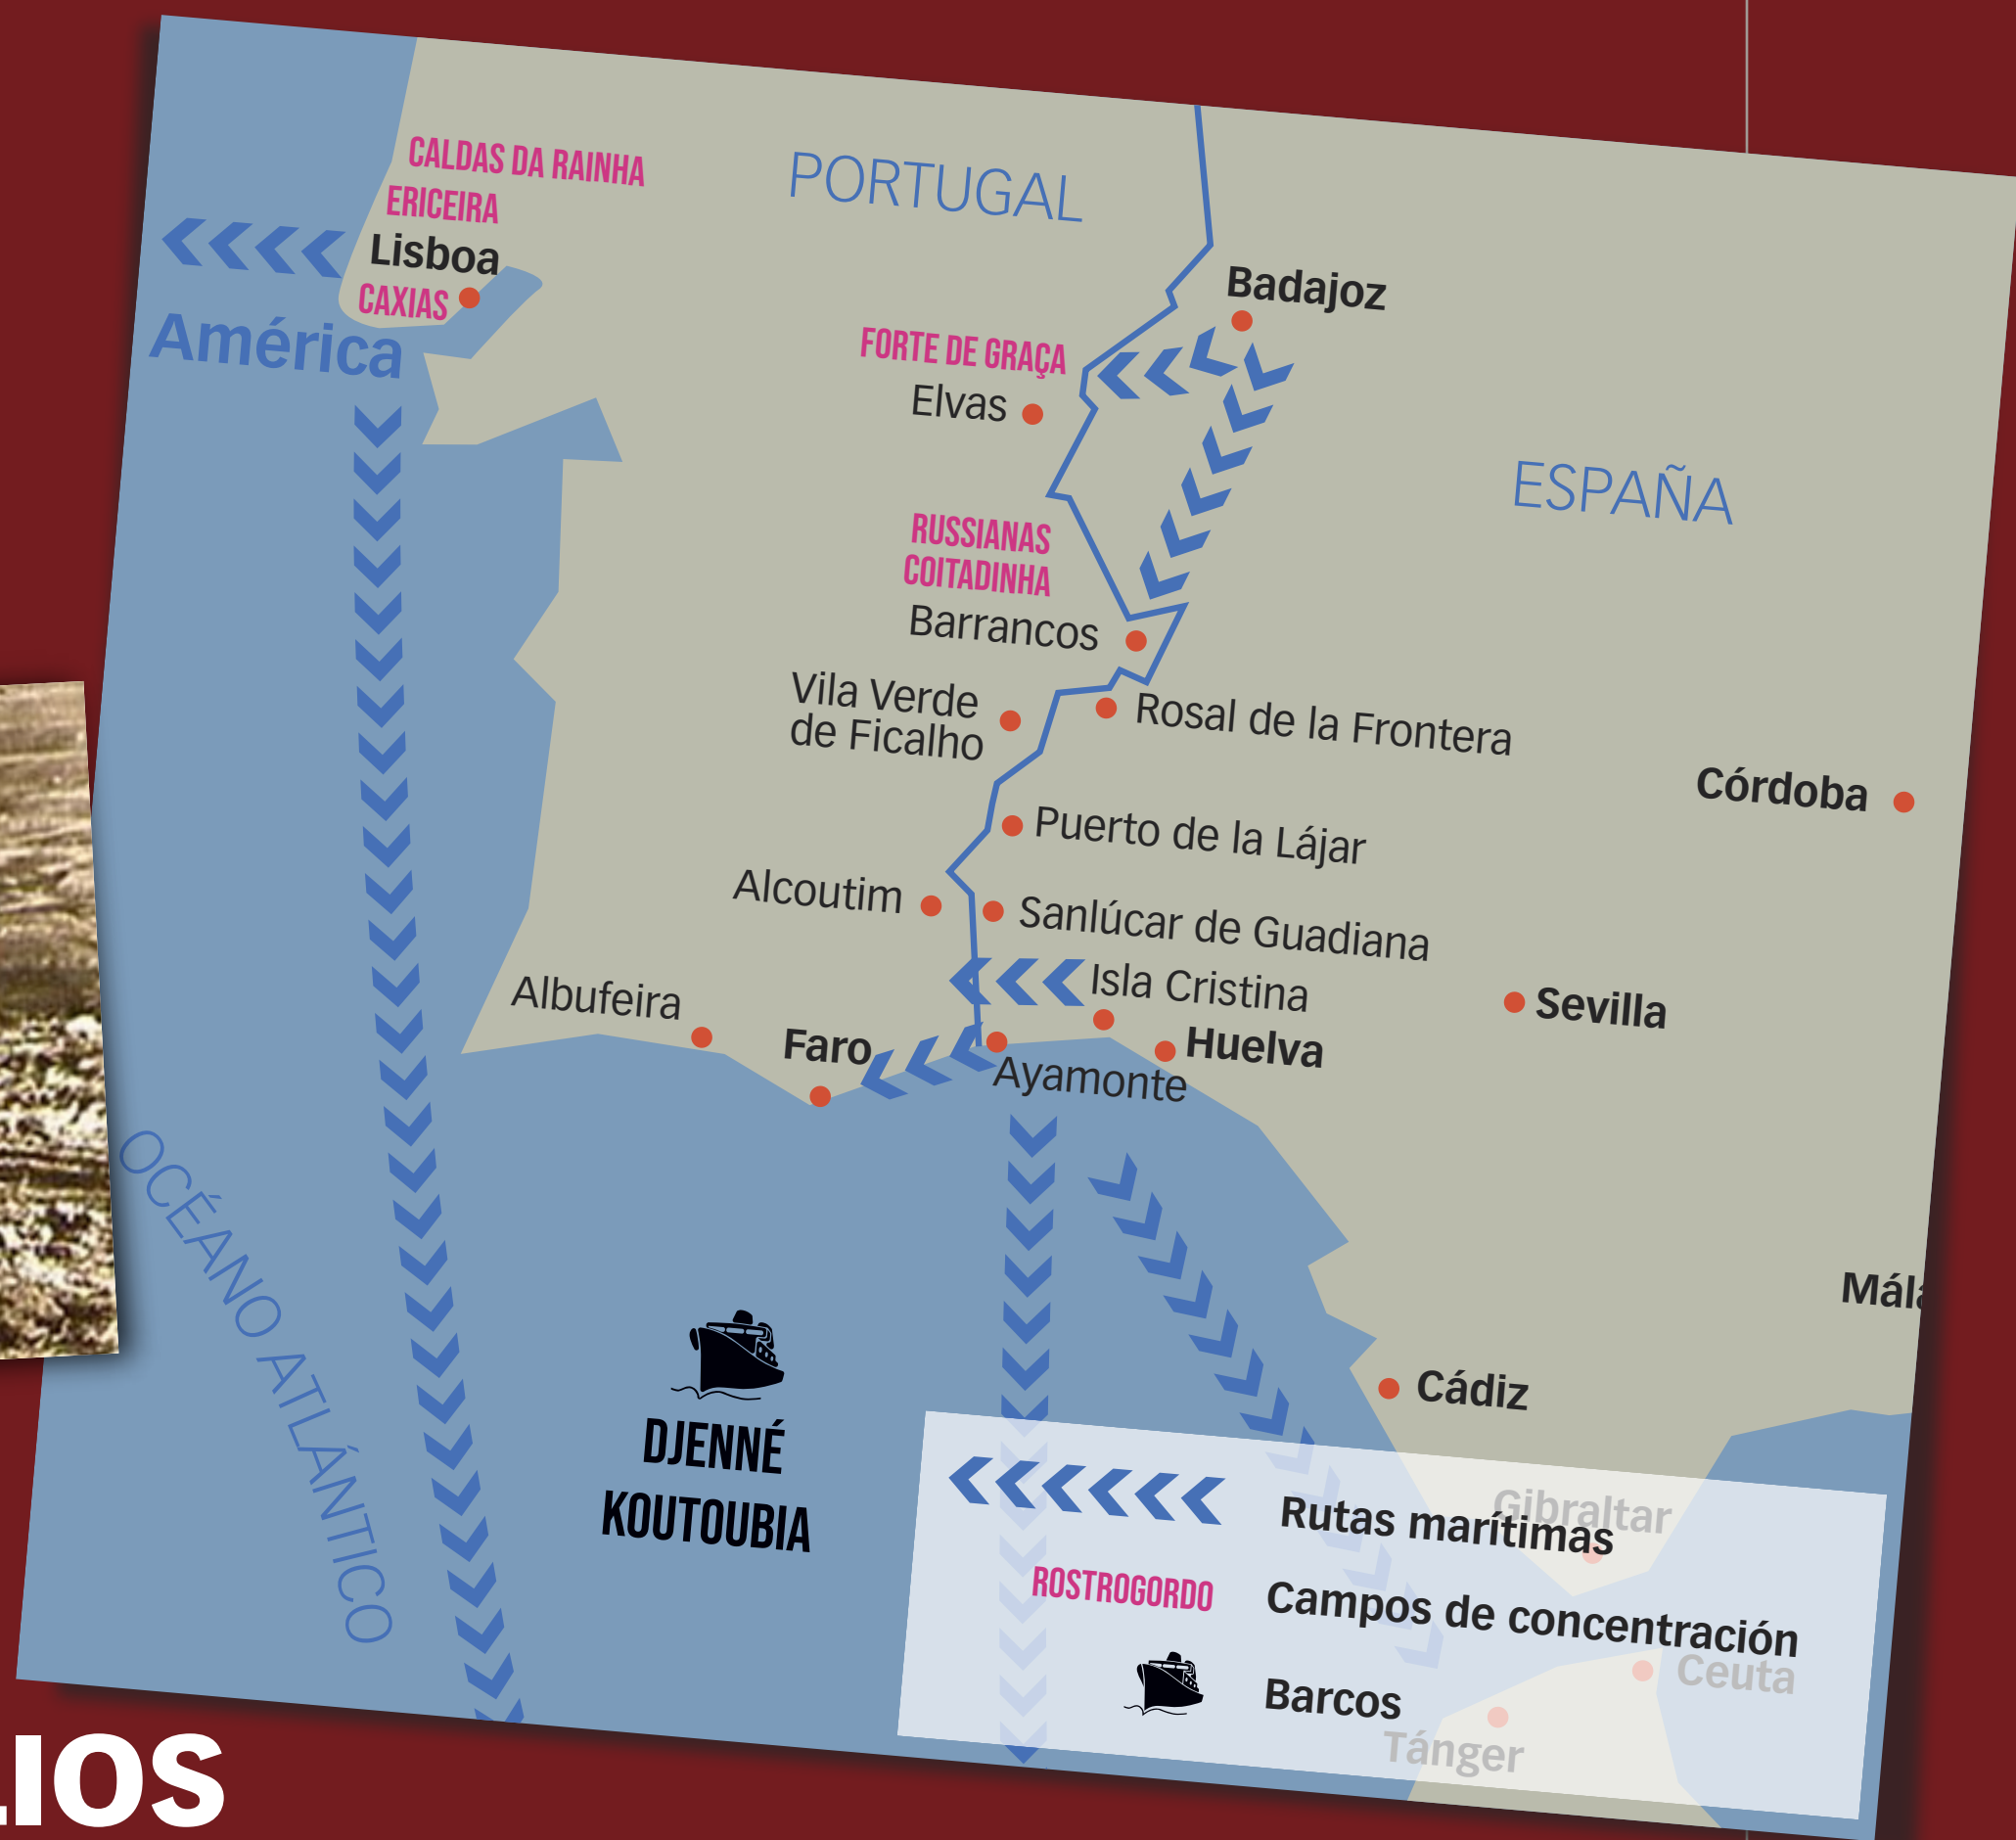 CALDAS DA RAINHA
PORTUGAL
ERICEIRA
Lisboa
CAXIAS
América
Badajoz
FORTE DE GRAÇA
Elvas
ESPAÑA
RUSSIANAS
COITADINHA
Barrancos
Vila Verde
de Ficalho
Rosal de la Frontera
Córdoba
Puerto de la Lájar
Alcoutim
Sanlúcar de Guadiana
Isla Cristina
Albufeira
Sevilla
Faro
Huelva
Ayamonte
OCÉANO ATLÁNTICO
Cádiz
DJENNÉ
KOUTOUBIA
Gibraltar
Rutas marítimas
ROSTROGORDO
Campos de concentración
Ceuta
Barcos
Tánger